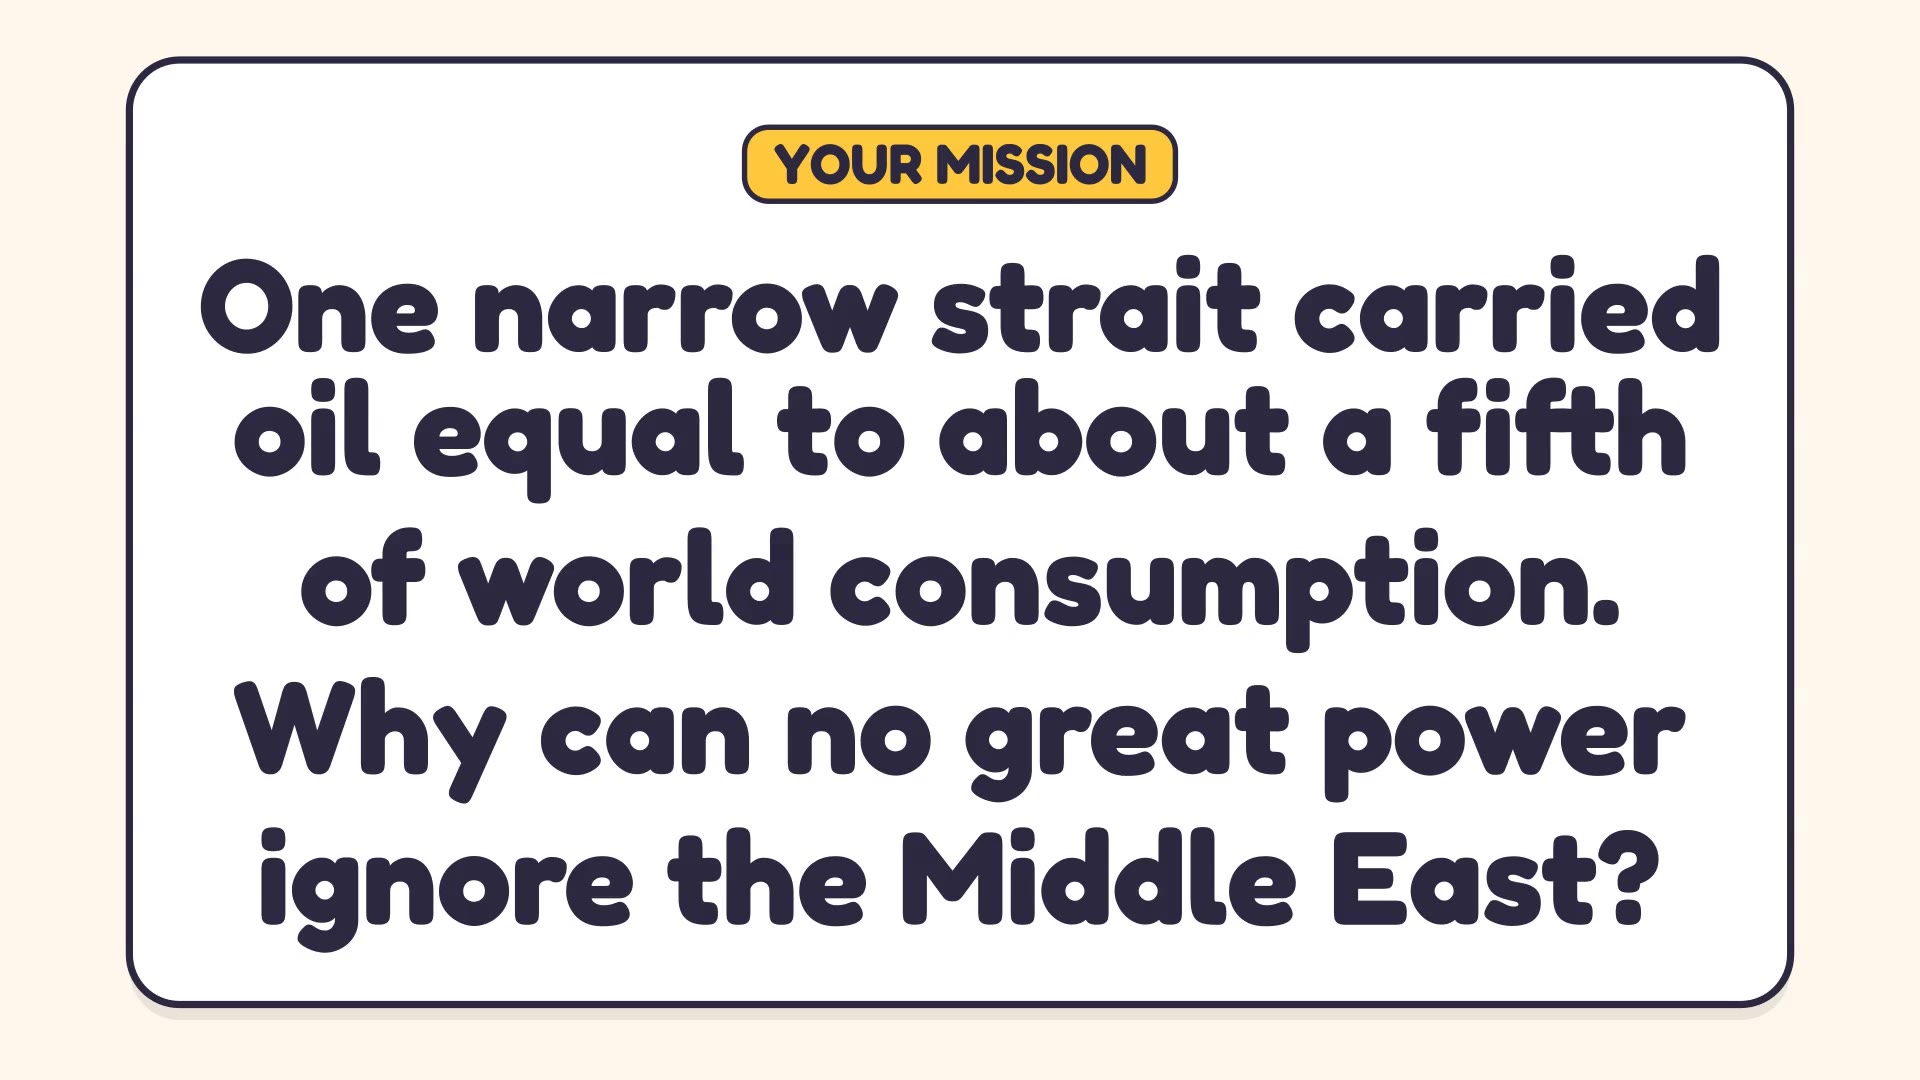 YOUR MISSION
One narrow strait carried
oil equal to about a fifth
of world consumption.
Why can no great power
ignore the Middle East?